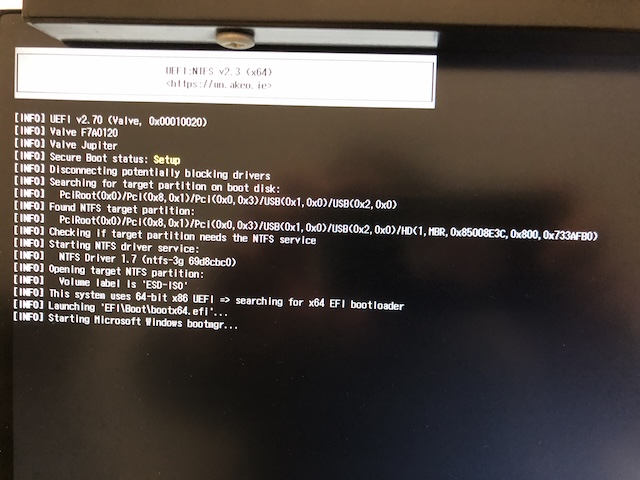 UEFI:NTFS v2.3 (x64)
<https://un.akeo.ie>
[INFO] UEFI v2.70 (Valve, 0x00010020)
[INFO] Valve F7A0120
[INFO] Valve Jupiter
[INFO] Secure Boot status: Setup
[INFO] Disconnecting potentially blocking drivers
[INFO] Searching for target partition on boot disk:
[INFO]   PciRoot(0x0)/Pci(0x8,0x1)/Pci(0x0,0x3)/USB(0x1,0x0)/USB(0x2,0x0)
[INFO] Found NTFS target partition:
[INFO]   PciRoot(0x0)/Pci(0x8,0x1)/Pci(0x0,0x3)/USB(0x1,0x0)/USB(0x2,0x0)/HD(1,MBR,0x85008E3C,0x800,0x733AFB0)
[INFO] Checking if target partition needs the NTFS service
[INFO] Starting NTFS driver service:
[INFO]   NTFS Driver 1.7 (ntfs-3g 69d8cbc0)
[INFO] Opening target NTFS partition:
[INFO]   Volume label is 'ESD-ISO'
[INFO] This system uses 64-bit x86 UEFI => searching for x64 EFI bootloader
[INFO] Launching 'EFI\Boot\bootx64.efi'...
[INFO] Starting Microsoft Windows bootmgr...